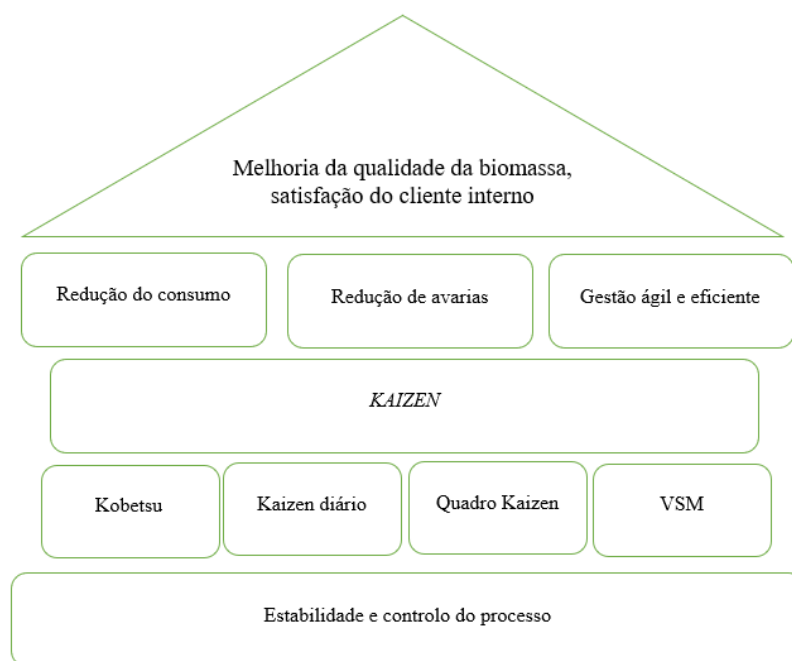 Melhoria da qualidade da biomassa,
satisfação do cliente interno
Redução do consumo
Redução de avarias
Gestão ágil e eficiente
KAIZEN
Kobetsu
Kaizen diário
Quadro Kaizen
VSM
Estabilidade e controlo do processo